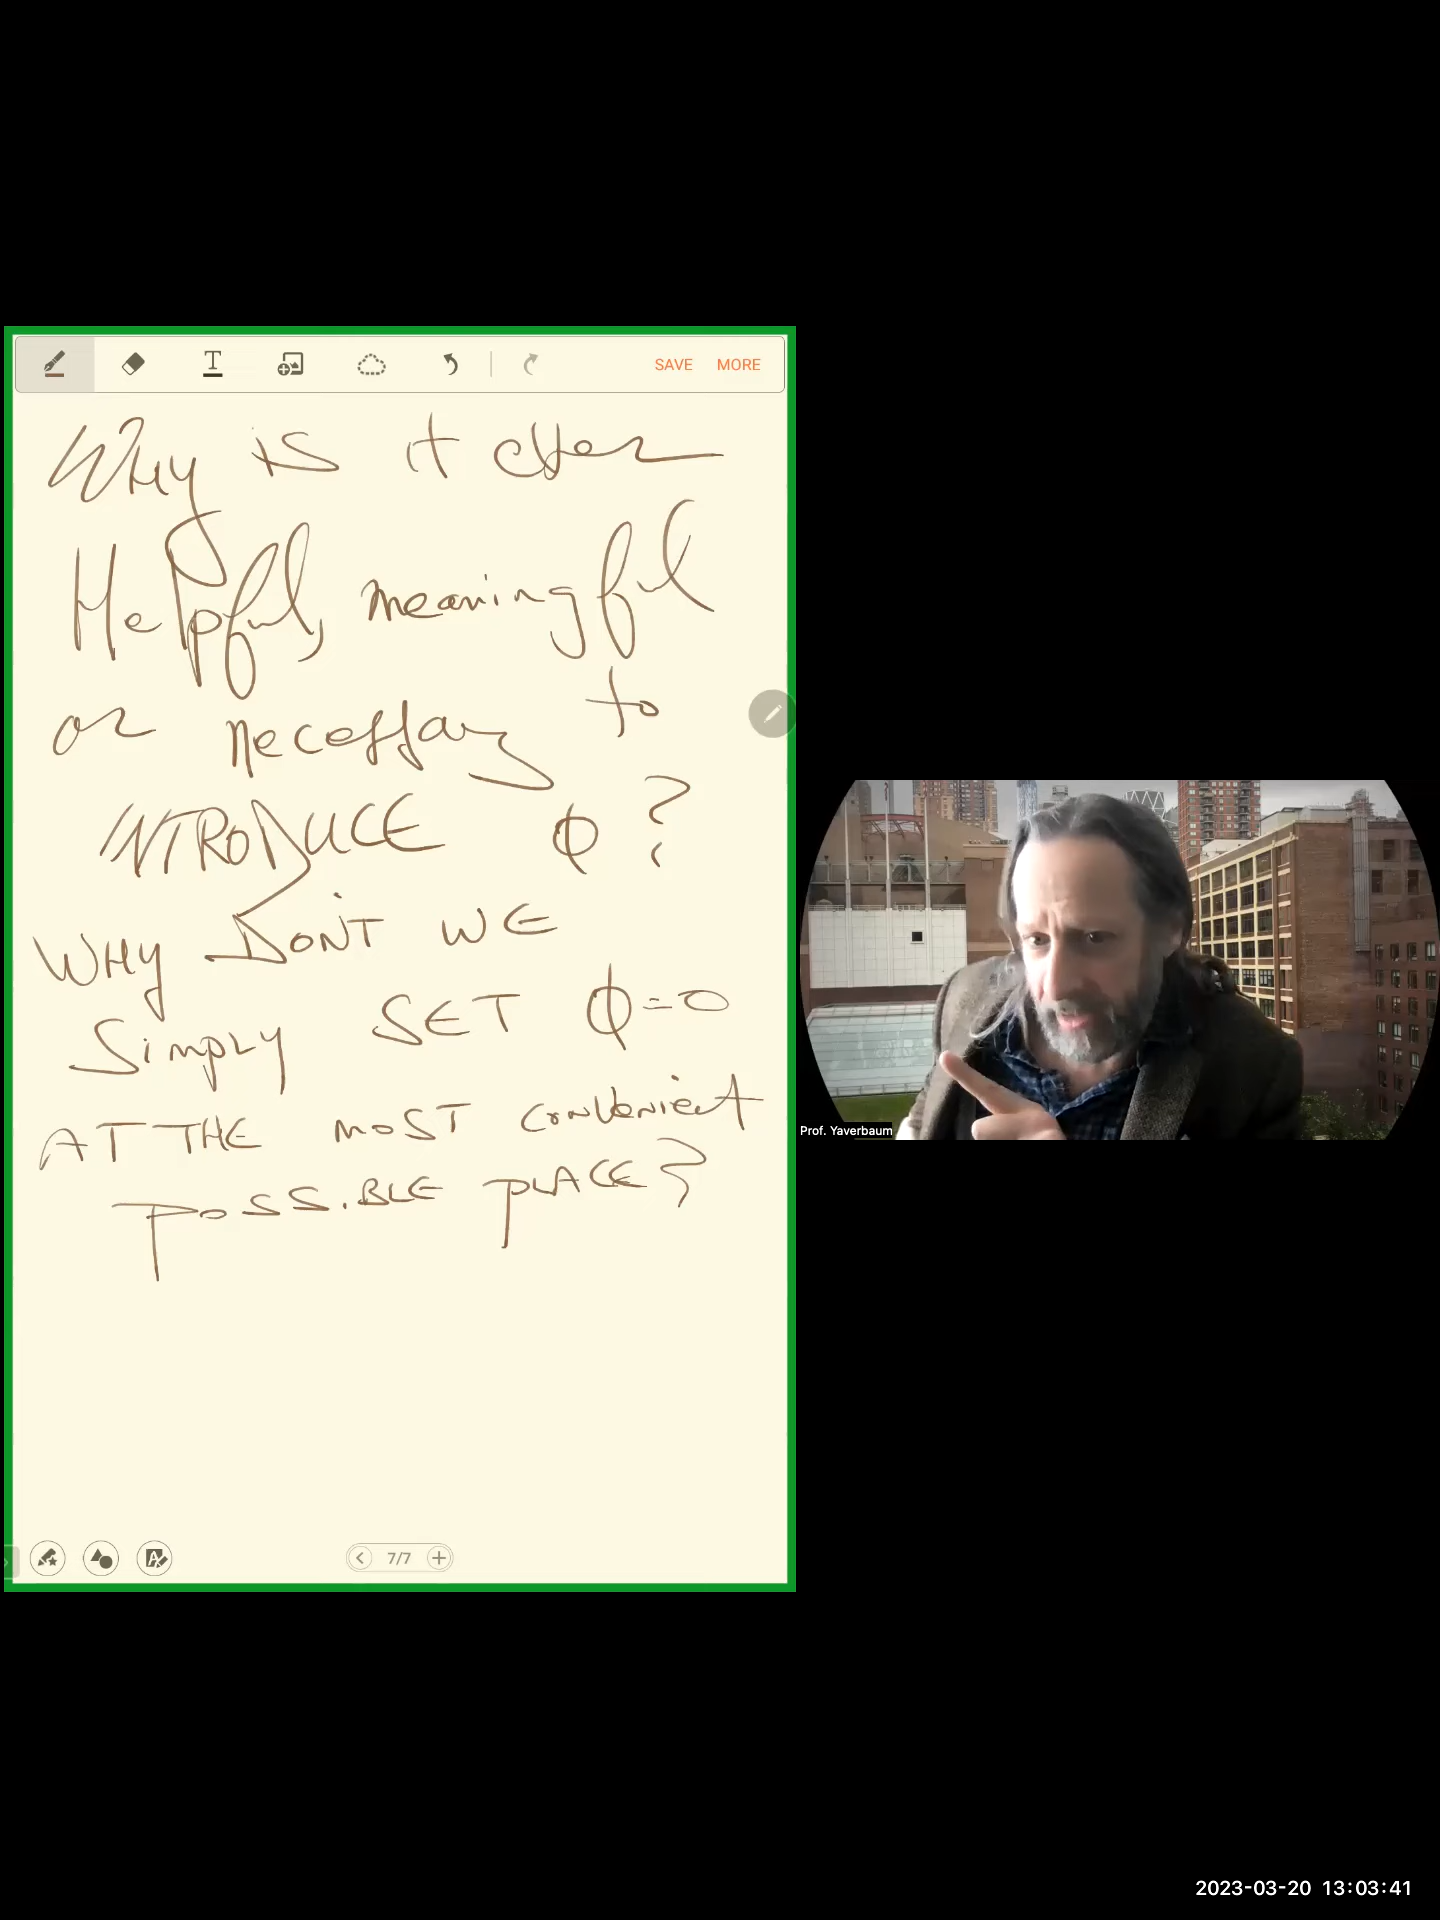 SAVE MORE
Why is it ever
Helpful, meaningful
or necessary to
INTRODUCE φ ?
WHY DON'T WE
Simply SET φ=0
AT THE MOST convenient
POSSIBLE PLACE?
7/7
Prof. Yaverbaum
2023-03-20 13:03:41